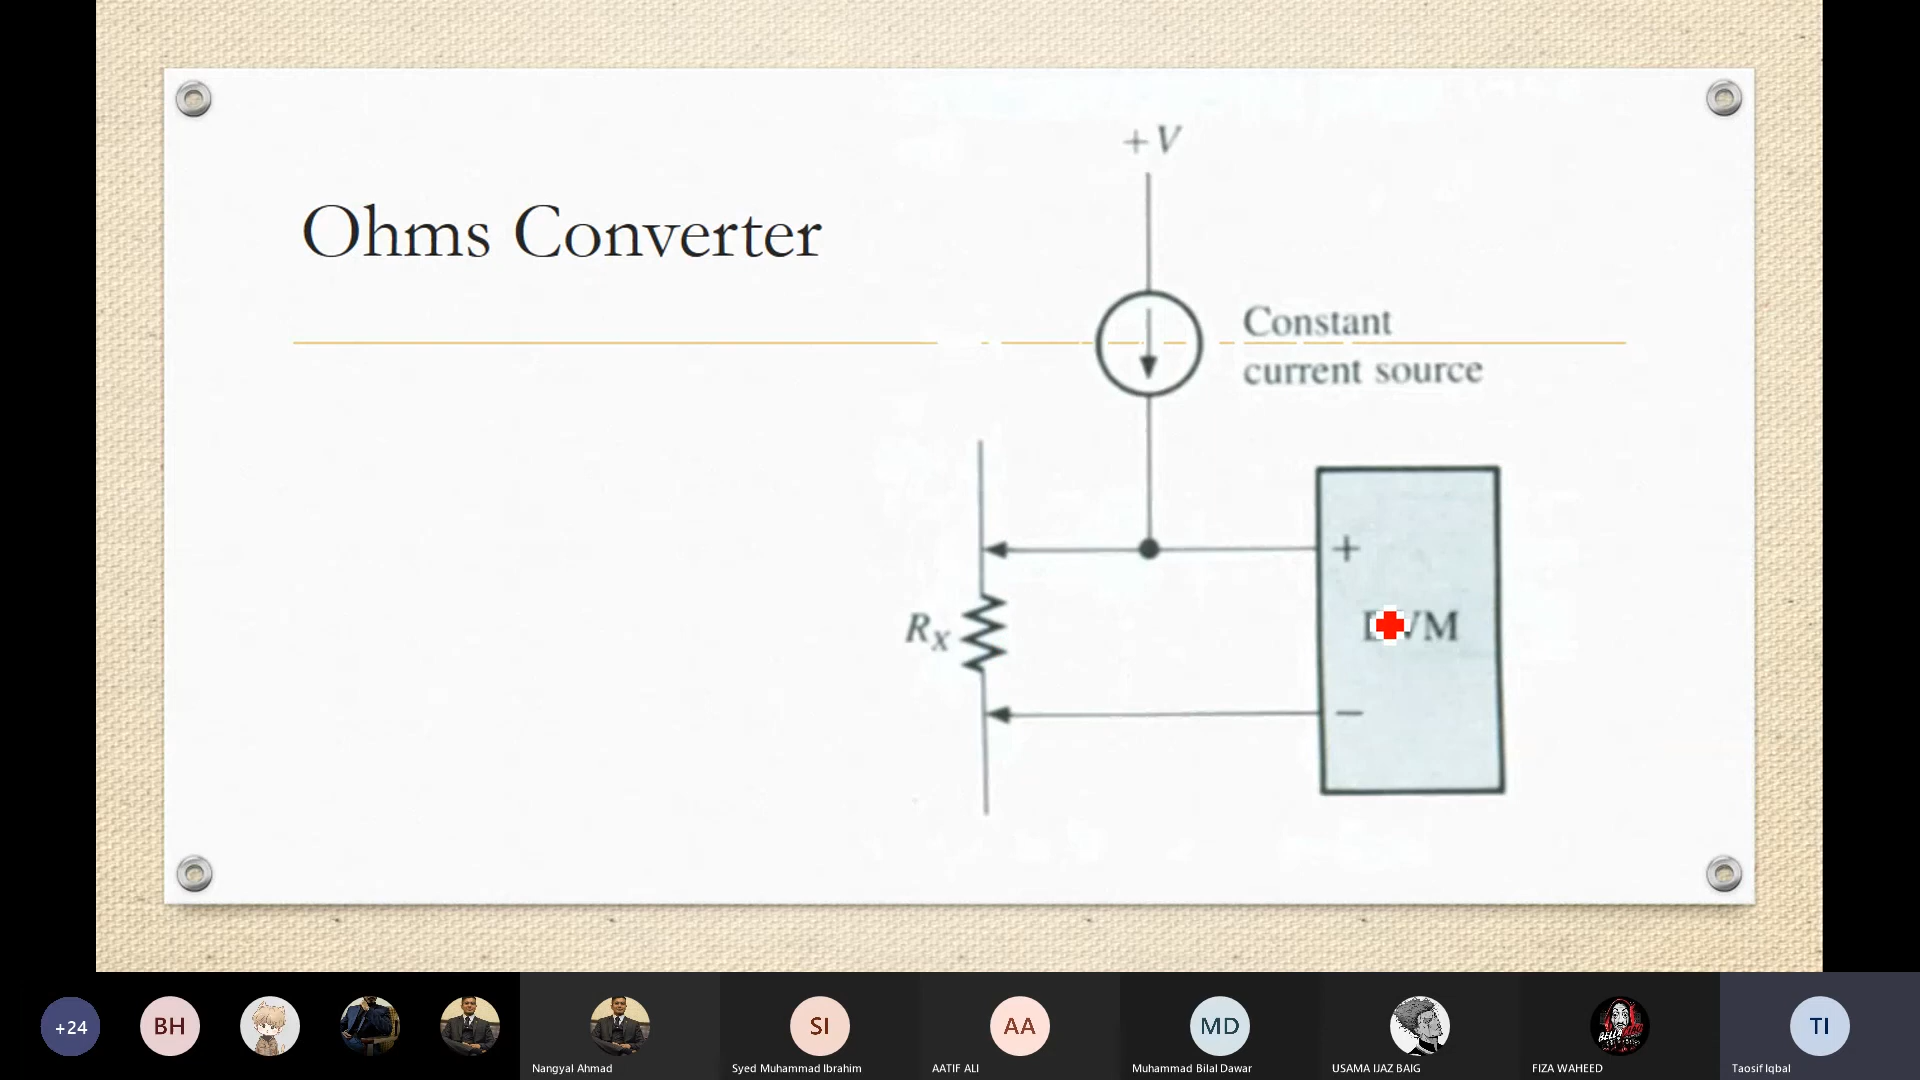 +V
Ohms Converter
Constant
current source
+
Rx
VM
−
+24
BH
SI
AA
MD
TI
Nangyal Ahmad
Syed Muhammad Ibrahim
AATIF ALI
Muhammad Bilal Dawar
USAMA IJAZ BAIG
FIZA WAHEED
Taosif Iqbal